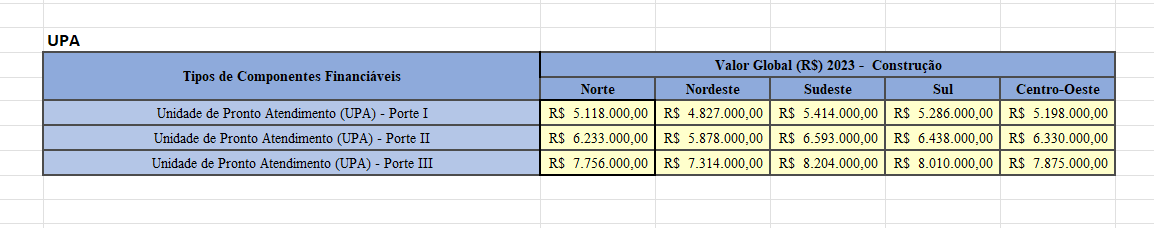 UPA
Tipos de Componentes Financiáveis
Valor Global (R$) 2023 - Construção
Norte Nordeste Sudeste Sul Centro-Oeste
Unidade de Pronto Atendimento (UPA) - Porte I R$ 5.118.000,00 R$ 4.827.000,00 R$ 5.414.000,00 R$ 5.286.000,00 R$ 5.198.000,00
Unidade de Pronto Atendimento (UPA) - Porte II R$ 6.233.000,00 R$ 5.878.000,00 R$ 6.593.000,00 R$ 6.438.000,00 R$ 6.330.000,00
Unidade de Pronto Atendimento (UPA) - Porte III R$ 7.756.000,00 R$ 7.314.000,00 R$ 8.204.000,00 R$ 8.010.000,00 R$ 7.875.000,00